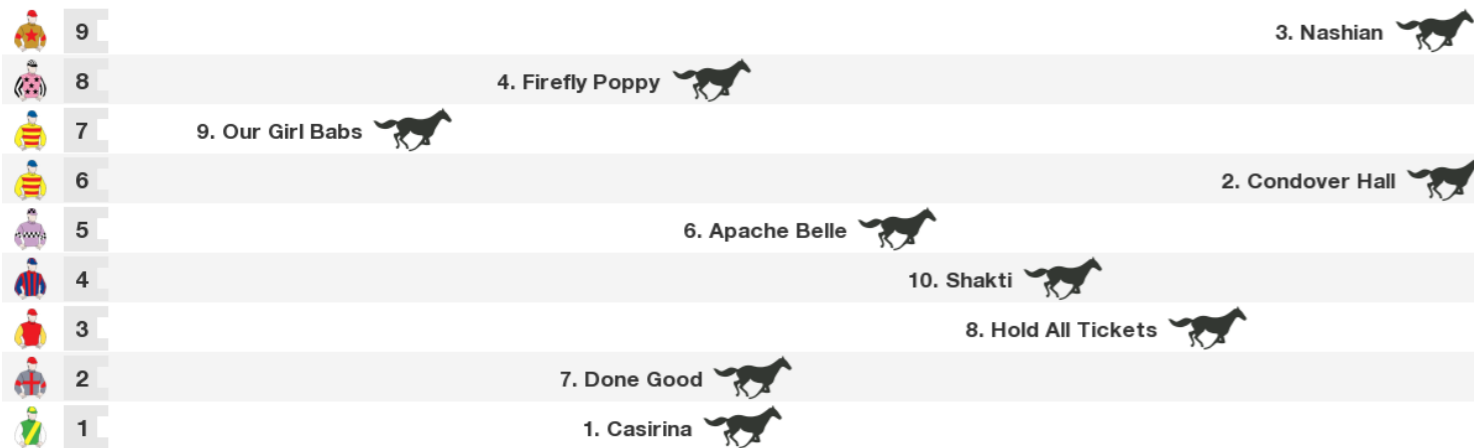 9 3. Nashian
8 4. Firefly Poppy
7 9. Our Girl Babs
6 2. Condover Hall
5 6. Apache Belle
4 10. Shakti
3 8. Hold All Tickets
2 7. Done Good
1 1. Casirina